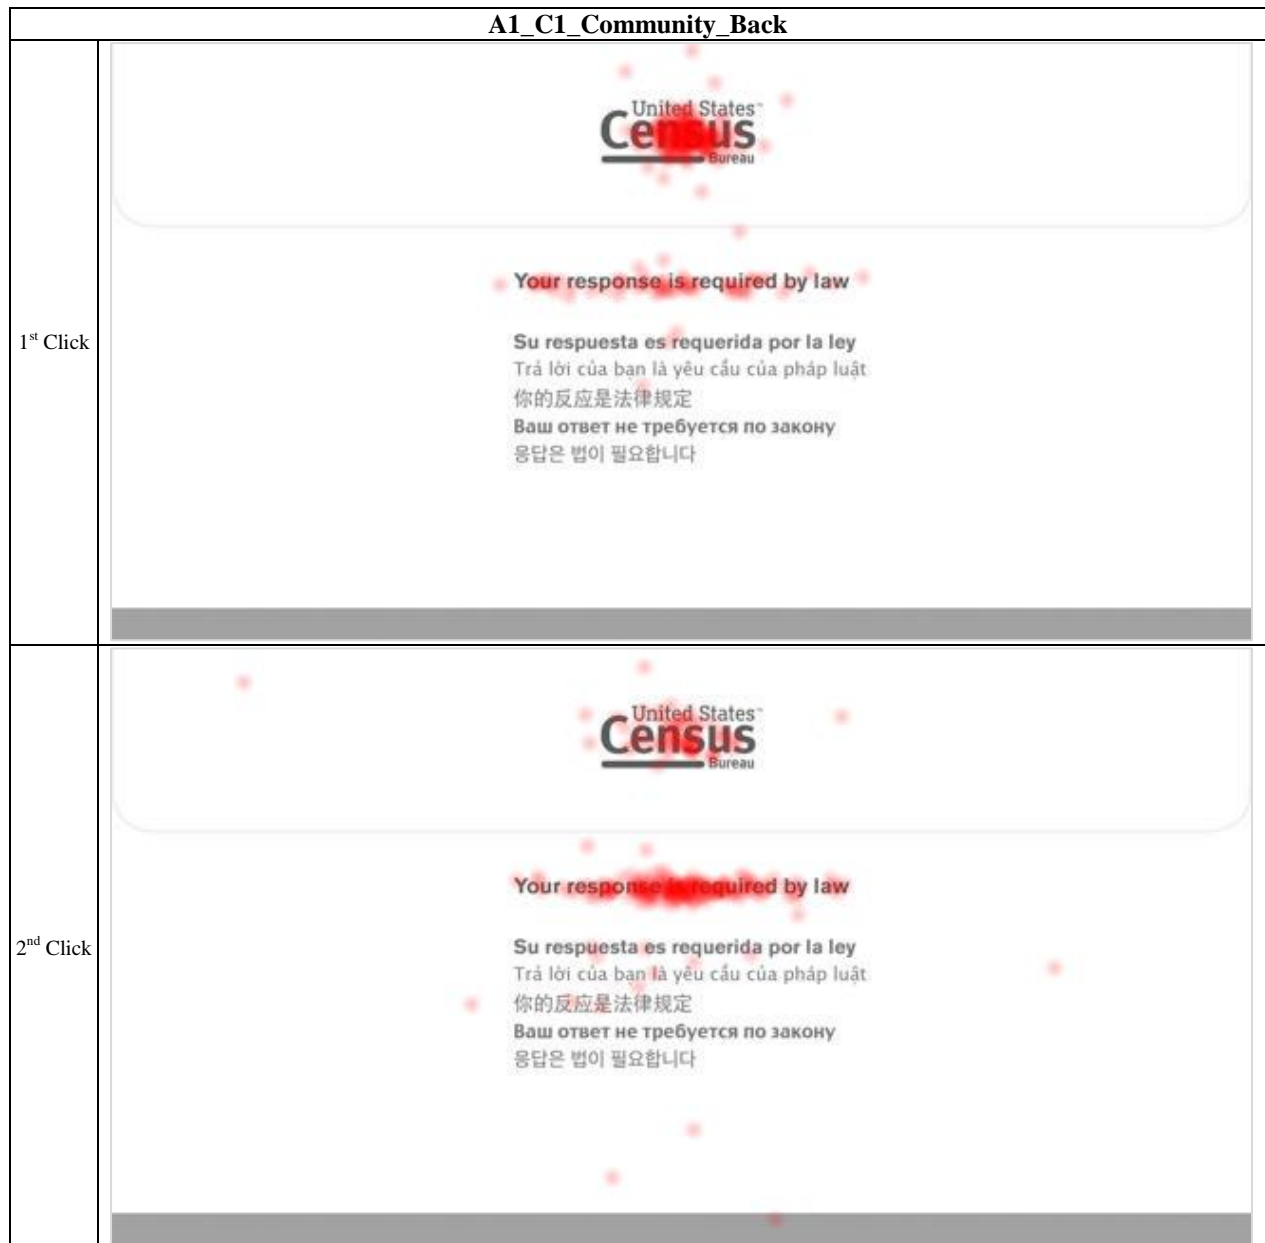 A1_C1_Community_Back
1st Click
United States™
Census
Bureau
Your response is required by law
Su respuesta es requerida por la ley
Trả lời của bạn là yêu cầu của pháp luật
你的反应是法律规定
Ваш ответ не требуется по закону
응답은 법이 필요합니다
2nd Click
United States™
Census
Bureau
Your response is required by law
Su respuesta es requerida por la ley
Trả lời của bạn là yêu cầu của pháp luật
你的反应是法律规定
Ваш ответ не требуется по закону
응답은 법이 필요합니다